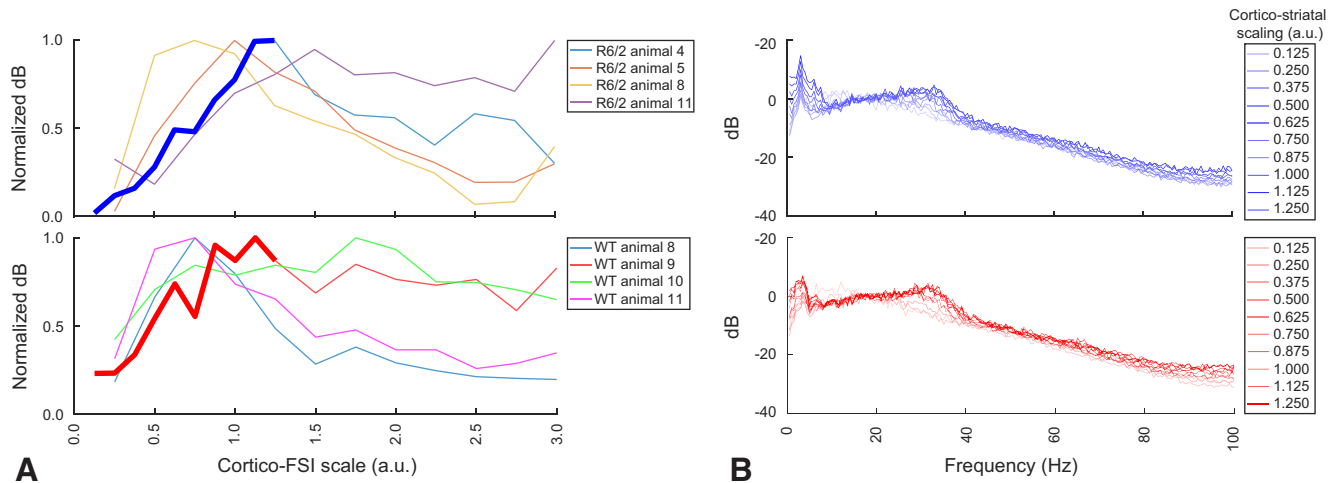 1.0
0.5
0.0
Normalized dB
R6/2 animal 4
R6/2 animal 5
R6/2 animal 8
R6/2 animal 11
1.0
0.5
0.0
Normalized dB
WT animal 8
WT animal 9
WT animal 10
WT animal 11
0.0
0.5
1.0
1.5
2.0
2.5
3.0
Cortico-FSI scale (a.u.)
A
-20
0
-20
-40
dB
Cortico-striatal
scaling (a.u.)
0.125
0.250
0.375
0.500
0.625
0.750
0.875
1.000
1.125
1.250
-20
0
-20
-40
dB
0.125
0.250
0.375
0.500
0.625
0.750
0.875
1.000
1.125
1.250
0
20
40
60
80
100
Frequency (Hz)
B